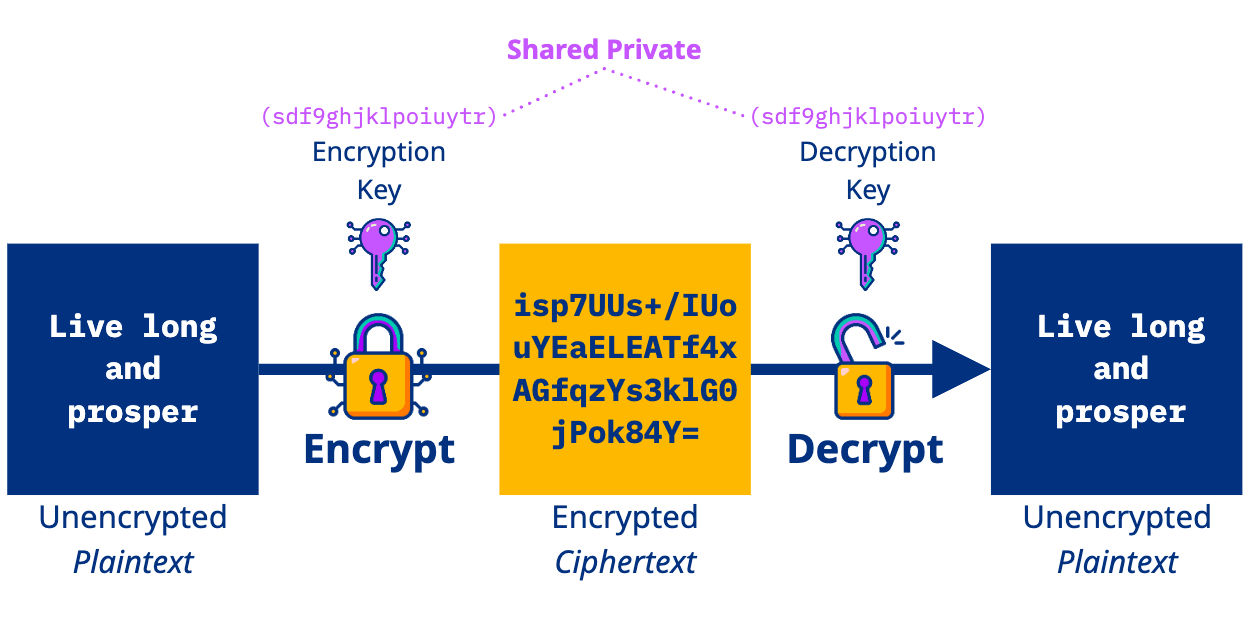 Shared Private
(sdf9ghjklpoiuytr)
Encryption
Key
(sdf9ghjklpoiuytr)
Decryption
Key
Live long
and
prosper
Unencrypted
Plaintext
Encrypt
isp7UUs+/IUo
uYEaELEATf4x
AGfqzYs3klG0
jPok84Y=
Encrypted
Ciphertext
Decrypt
Live long
and
prosper
Unencrypted
Plaintext